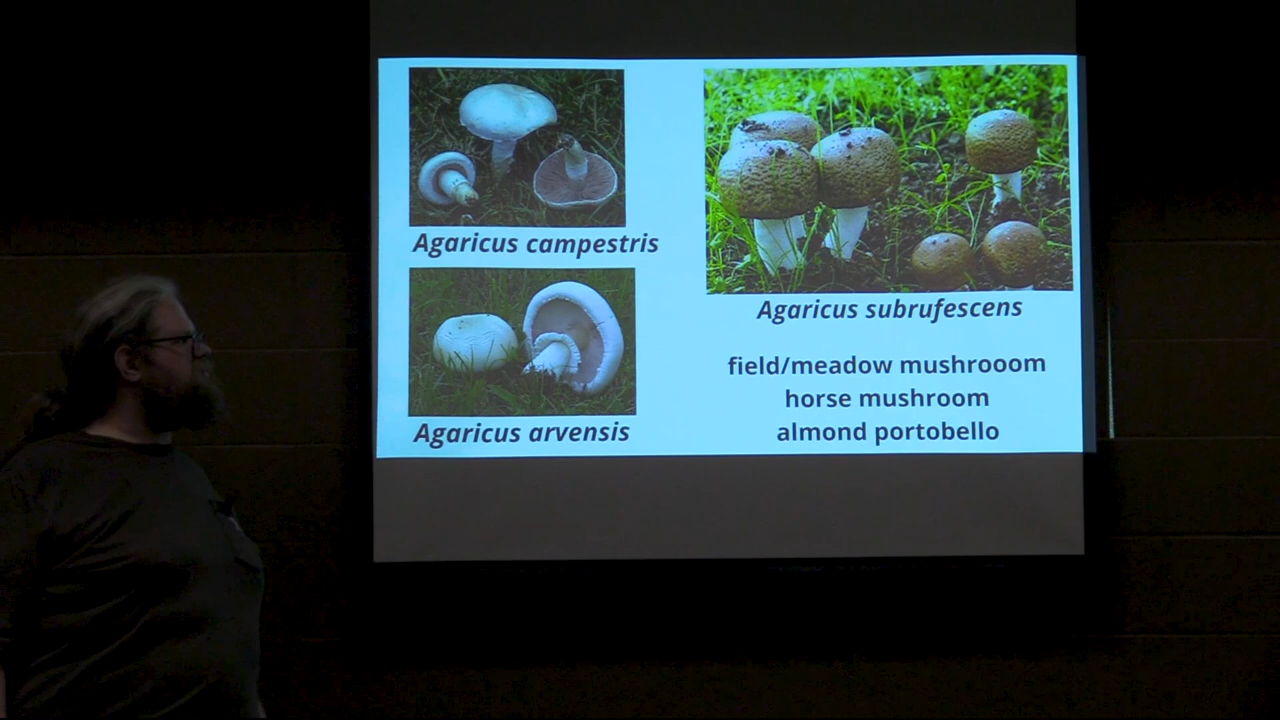 Agaricus campestris
Agaricus arvensis
Agaricus subrufescens
field/meadow mushrooom
horse mushroom
almond portobello